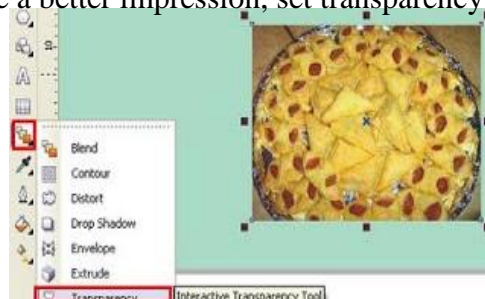 e a better impression, set transparency
Blend
Contour
Distort
Drop Shadow
Envelope
Extrude
Transparency
Interactive Transparency Tool